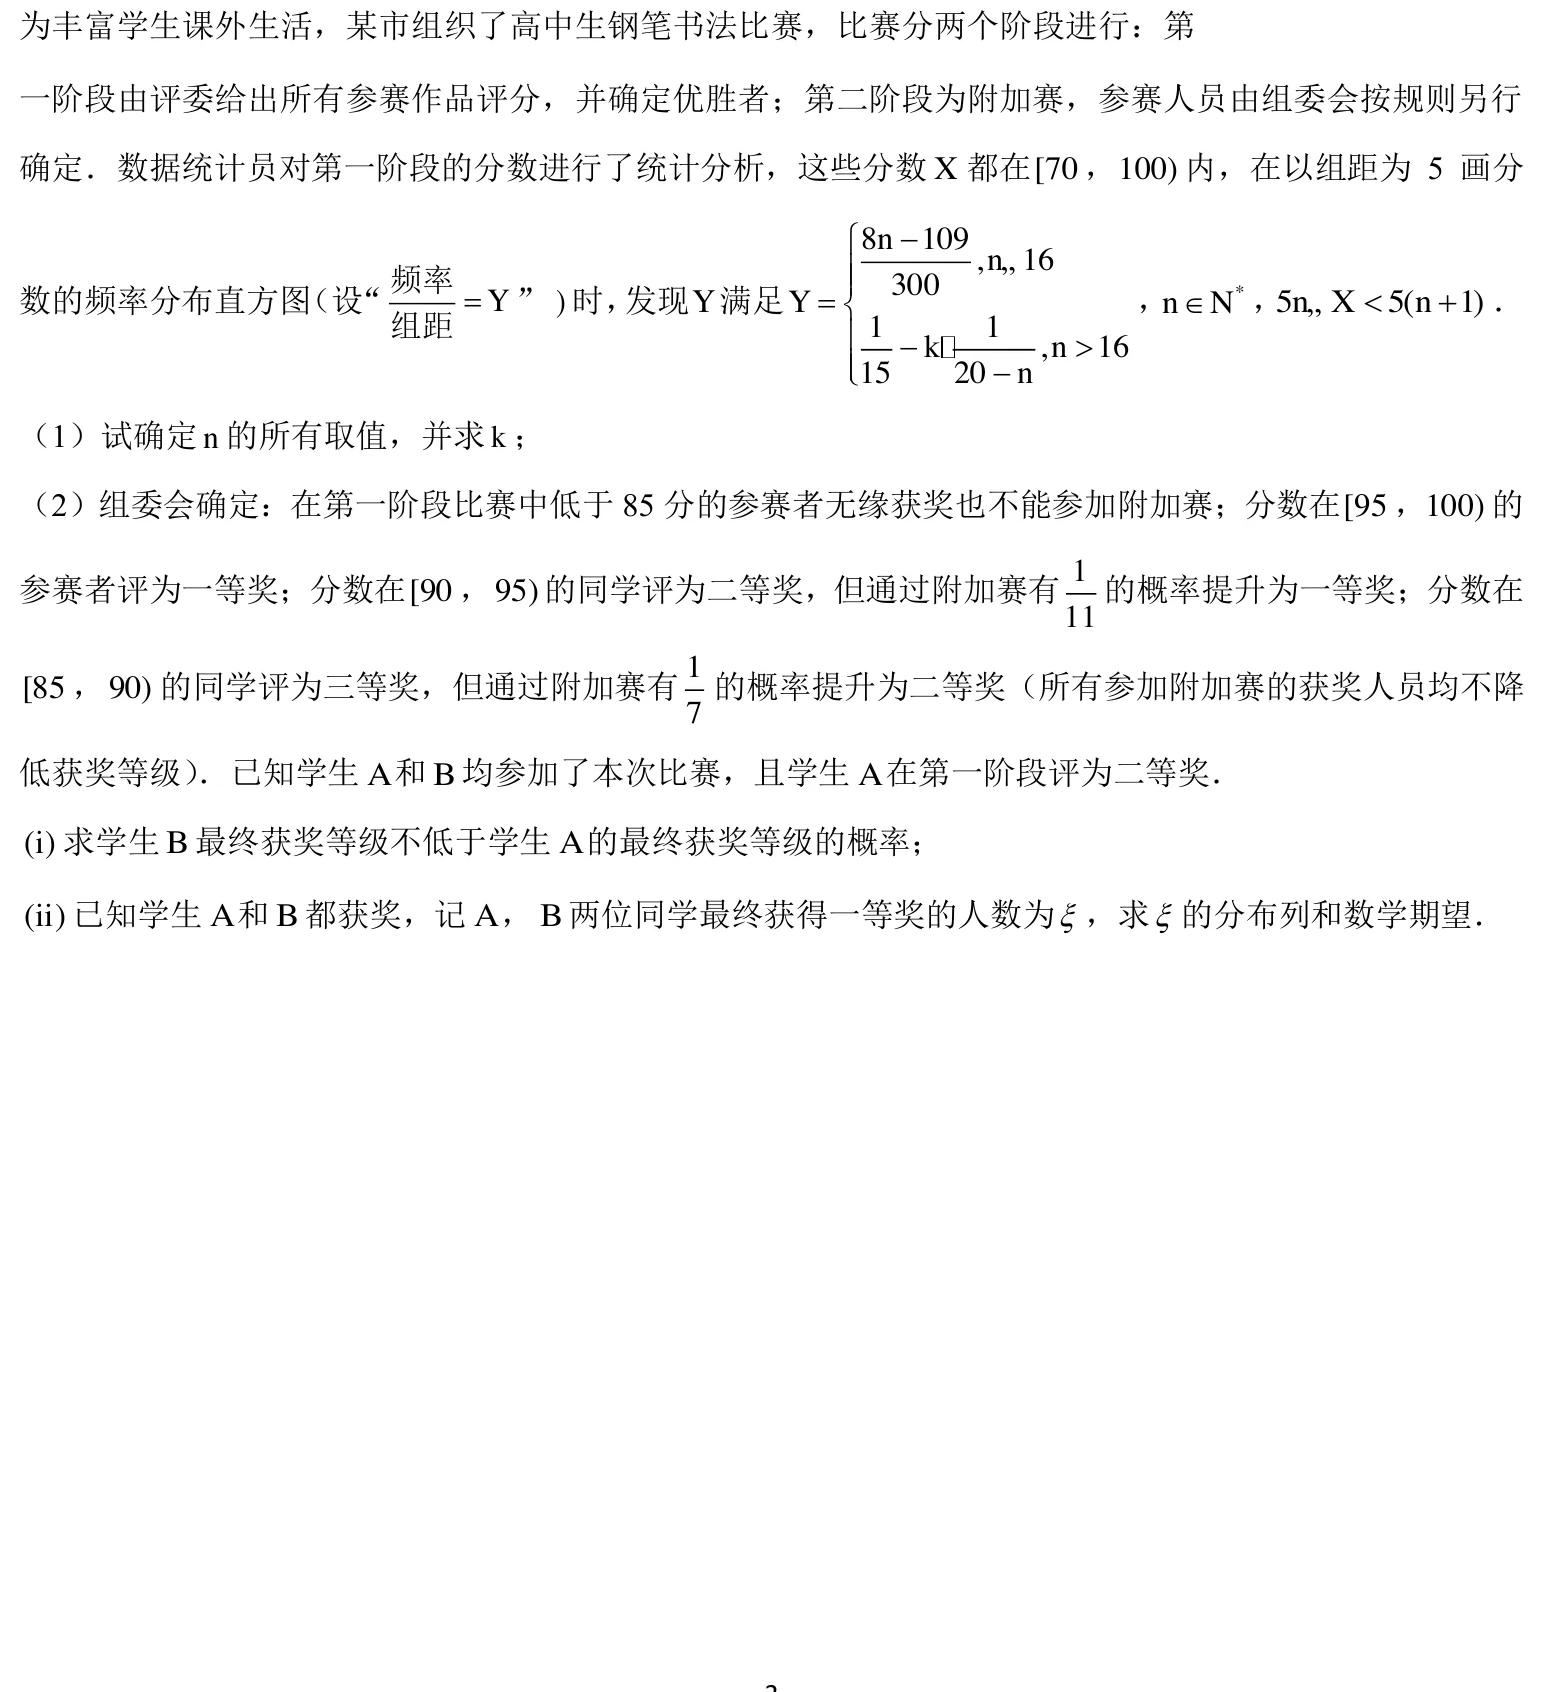 为丰富学生课外生活，某市组织了高中生钢笔书法比赛，比赛分两个阶段进行：第
一阶段由评委给出所有参赛作品评分，并确定优胜者；第二阶段为附加赛，参赛人员由组委会按规则另行
确定．数据统计员对第一阶段的分数进行了统计分析，这些分数 X 都在[70，100) 内，在以组距为 5 画分
数的频率分布直方图(设“频率/组距=Y”)时，发现Y满足Y={(8n−109)/300,n,,16；1/15−k□1/(20−n),n>16，n∈N*，5n,,X<5(n+1)．
（1）试确定n的所有取值，并求k；
（2）组委会确定：在第一阶段比赛中低于 85 分的参赛者无缘获奖也不能参加附加赛；分数在[95，100) 的
参赛者评为一等奖；分数在[90，95) 的同学评为二等奖，但通过附加赛有1/11的概率提升为一等奖；分数在
[85，90) 的同学评为三等奖，但通过附加赛有1/7的概率提升为二等奖（所有参加附加赛的获奖人员均不降
低获奖等级）．已知学生 A和 B 均参加了本次比赛，且学生 A在第一阶段评为二等奖．
(i) 求学生 B 最终获奖等级不低于学生 A的最终获奖等级的概率；
(ii) 已知学生 A和 B 都获奖，记 A，B 两位同学最终获得一等奖的人数为ξ，求ξ的分布列和数学期望．